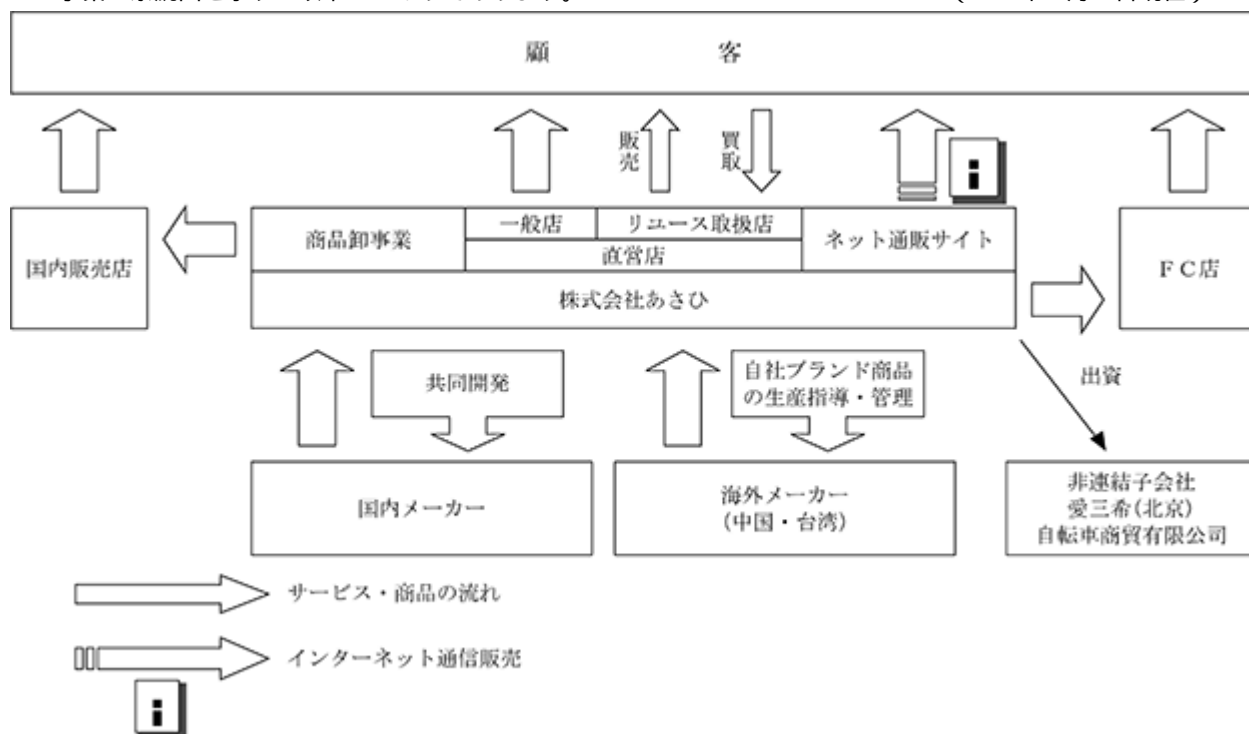 顧 客
販売
買取
一般店
リユース取扱店
商品卸事業
ネット通販サイト
直営店
国内販売店
FC店
株式会社あさひ
共同開発
自社ブランド商品
の生産指導・管理
出資
国内メーカー
海外メーカー
(中国・台湾)
非連結子会社
愛三希(北京)
自転車商貿有限公司
サービス・商品の流れ
インターネット通信販売